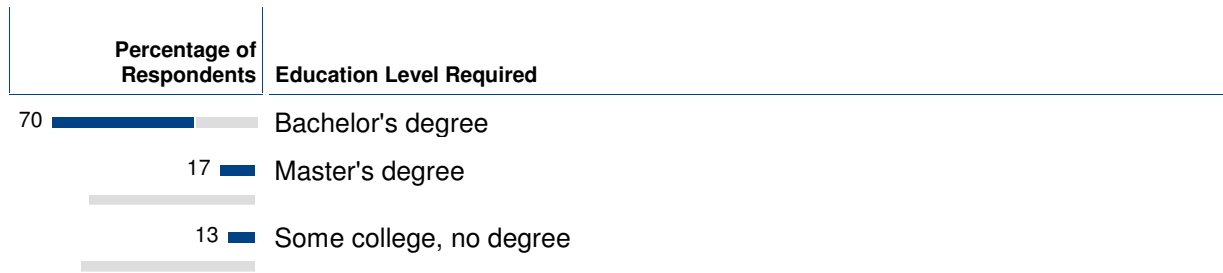 Percentage of
Respondents Education Level Required
70 Bachelor's degree
17 Master's degree
13 Some college, no degree